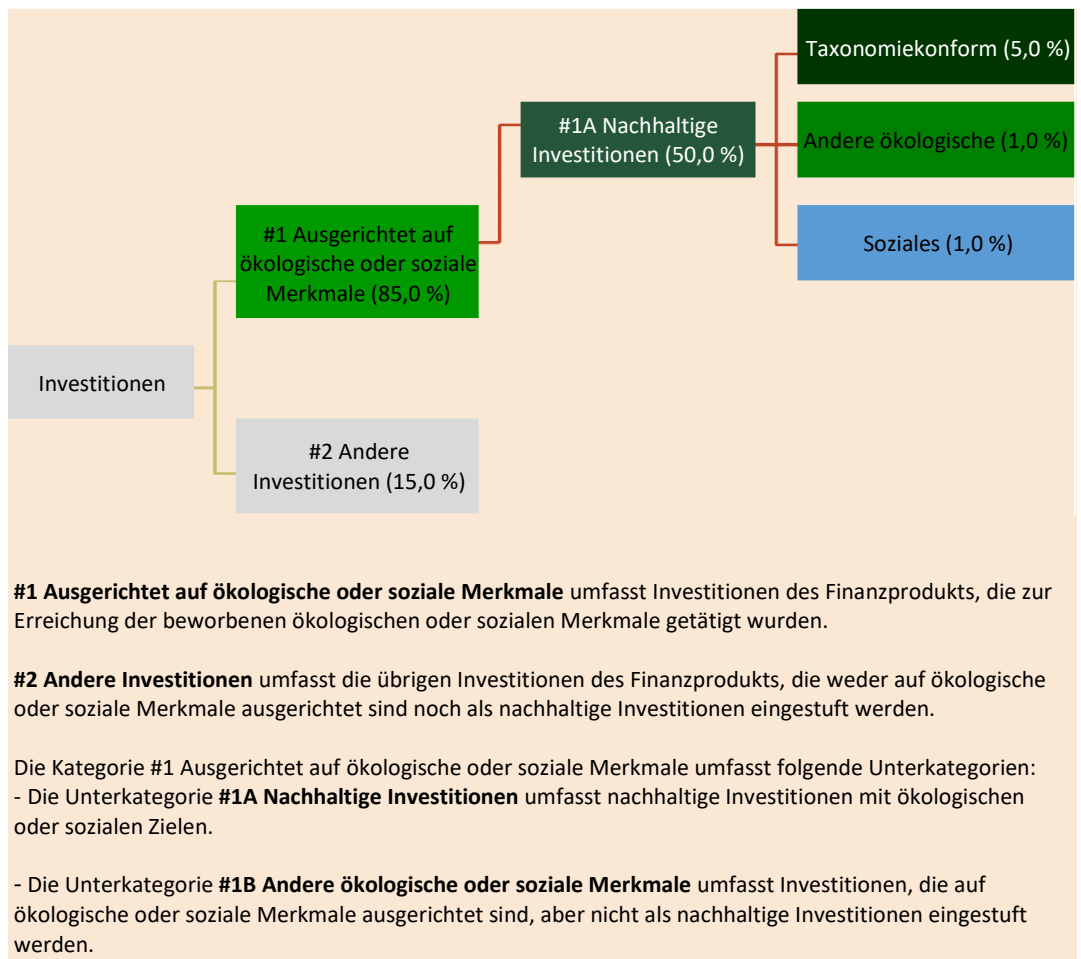 Taxonomiekonform (5,0 %)
#1A Nachhaltige
Investitionen (50,0 %)
Andere ökologische (1,0 %)
#1 Ausgerichtet auf
ökologische oder soziale
Merkmale (85,0 %)
Soziales (1,0 %)
Investitionen
#2 Andere
Investitionen (15,0 %)
#1 Ausgerichtet auf ökologische oder soziale Merkmale umfasst Investitionen des Finanzprodukts, die zur
Erreichung der beworbenen ökologischen oder sozialen Merkmale getätigt wurden.
#2 Andere Investitionen umfasst die übrigen Investitionen des Finanzprodukts, die weder auf ökologische
oder soziale Merkmale ausgerichtet sind noch als nachhaltige Investitionen eingestuft werden.
Die Kategorie #1 Ausgerichtet auf ökologische oder soziale Merkmale umfasst folgende Unterkategorien:
- Die Unterkategorie #1A Nachhaltige Investitionen umfasst nachhaltige Investitionen mit ökologischen
oder sozialen Zielen.
- Die Unterkategorie #1B Andere ökologische oder soziale Merkmale umfasst Investitionen, die auf
ökologische oder soziale Merkmale ausgerichtet sind, aber nicht als nachhaltige Investitionen eingestuft
werden.